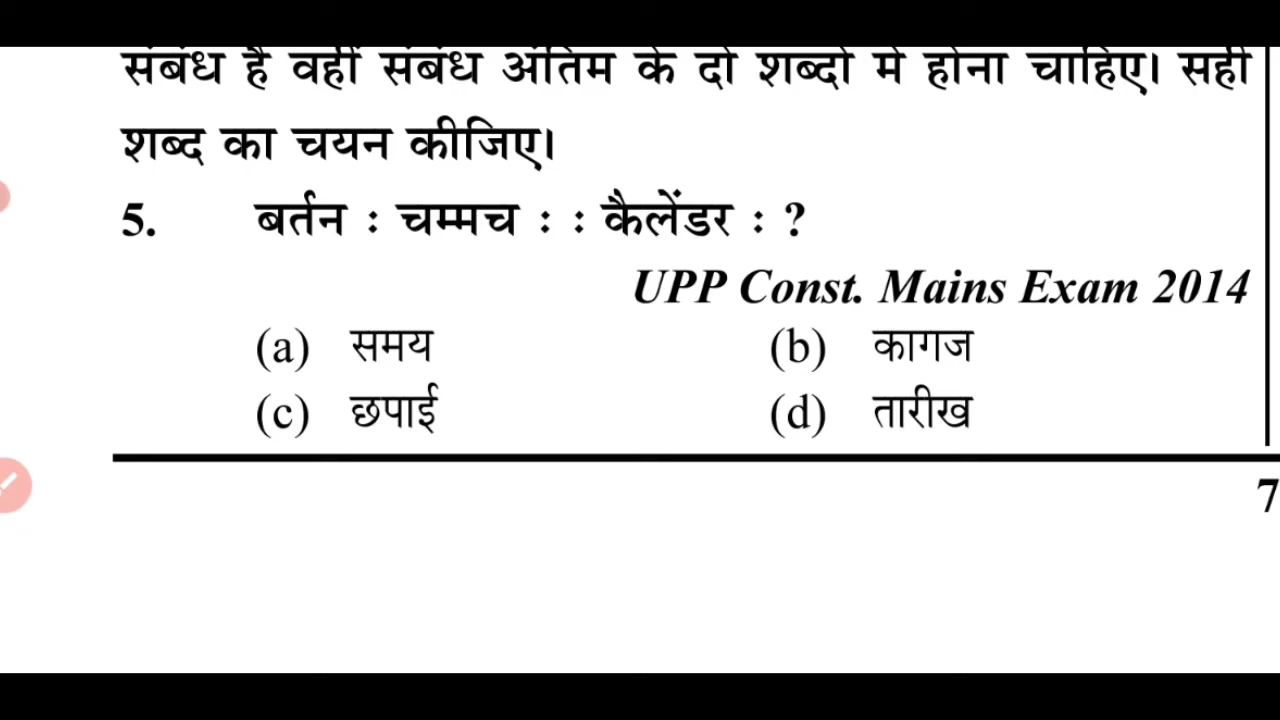 संबंध है वहीं संबंध अंतिम के दो शब्दों में होना चाहिए। सही
शब्द का चयन कीजिए।
5. बर्तन : चम्मच : : कैलेंडर : ?
UPP Const. Mains Exam 2014
(a) समय (b) कागज
(c) छपाई (d) तारीख
7